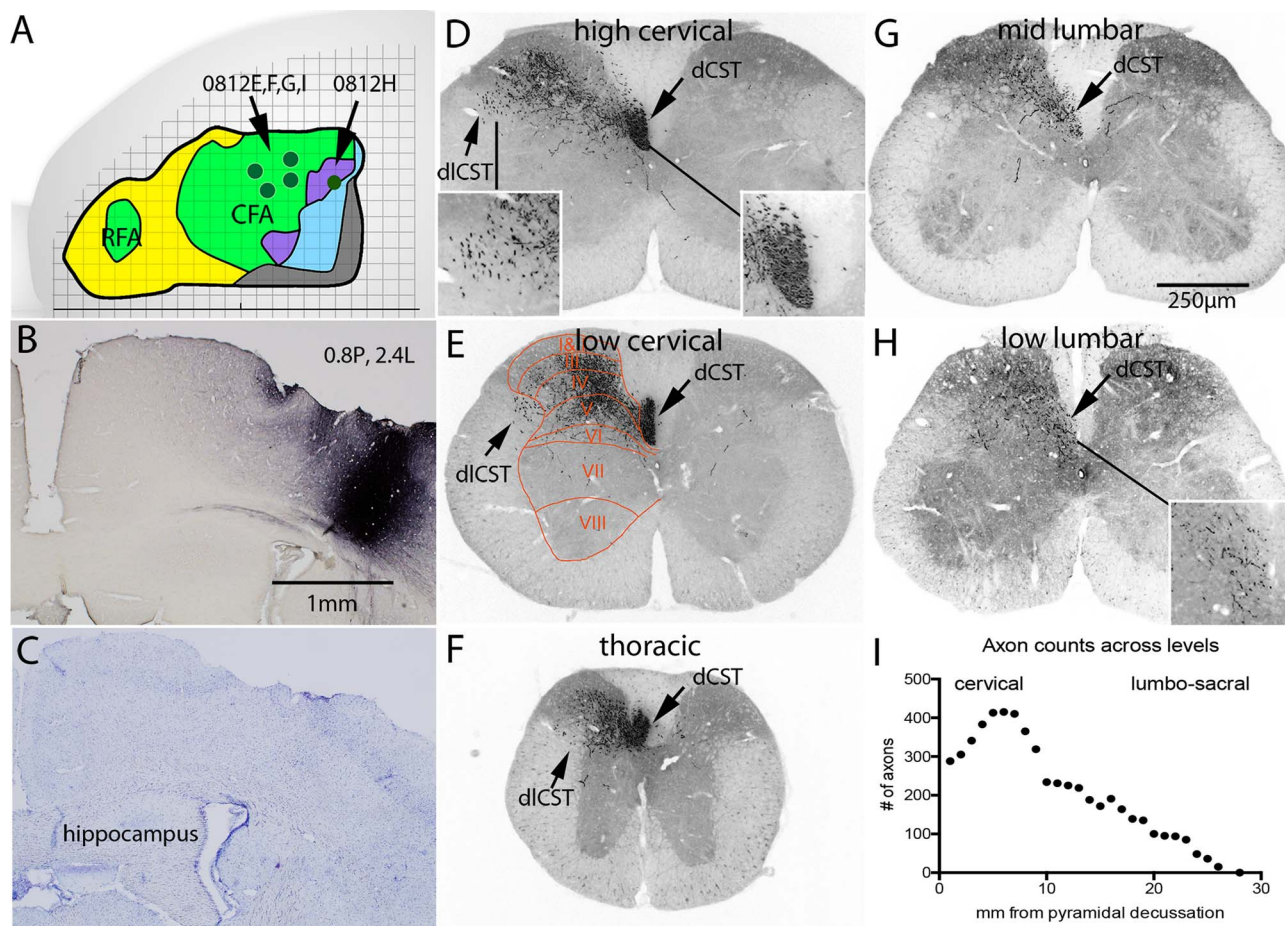 A
0812E,F,G,I
0812H
RFA
CFA
B
0.8P, 2.4L
1mm
C
hippocampus
D
high cervical
dCST
dlCST
E
low cervical
I&II
III
IV
V
VI
VII
VIII
dCST
dlCST
F
thoracic
dCST
dlCST
G
mid lumbar
dCST
250µm
H
low lumbar
dCST
I
Axon counts across levels
cervical
lumbo-sacral
# of axons
500
400
300
200
100
0
0
10
20
30
mm from pyramidal decussation